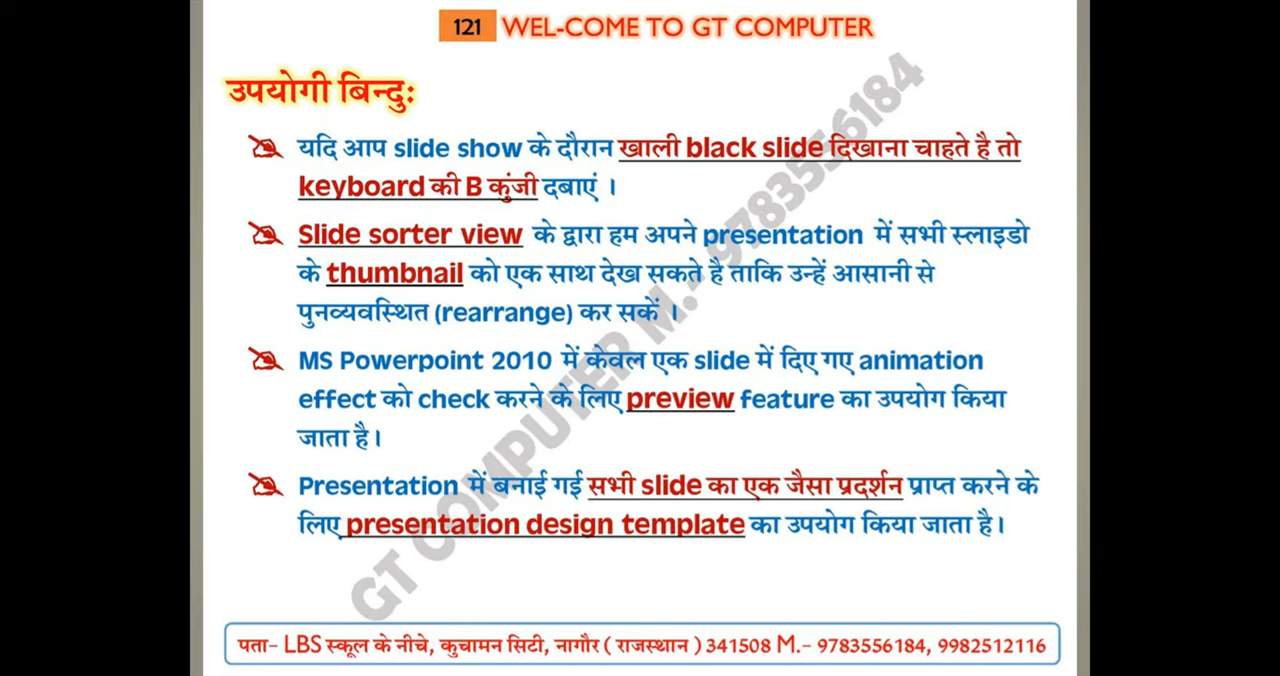 121 WEL-COME TO GT COMPUTER
उपयोगी बिन्दुः
यदि आप slide show के दौरान खाली black slide दिखाना चाहते है तो
keyboard की B कुंजी दबाएं ।
Slide sorter view के द्वारा हम अपने presentation में सभी स्लाइडो
के thumbnail को एक साथ देख सकते है ताकि उन्हें आसानी से
पुनव्यवस्थित (rearrange) कर सकें ।
MS Powerpoint 2010 में केवल एक slide में दिए गए animation
effect को check करने के लिए preview feature का उपयोग किया
जाता है।
Presentation में बनाई गई सभी slide का एक जैसा प्रदर्शन प्राप्त करने के
लिए presentation design template का उपयोग किया जाता है।
GT COMPUTER M.- 9783556184
पता- LBS स्कूल के नीचे, कुचामन सिटी, नागौर ( राजस्थान ) 341508 M.- 9783556184, 9982512116